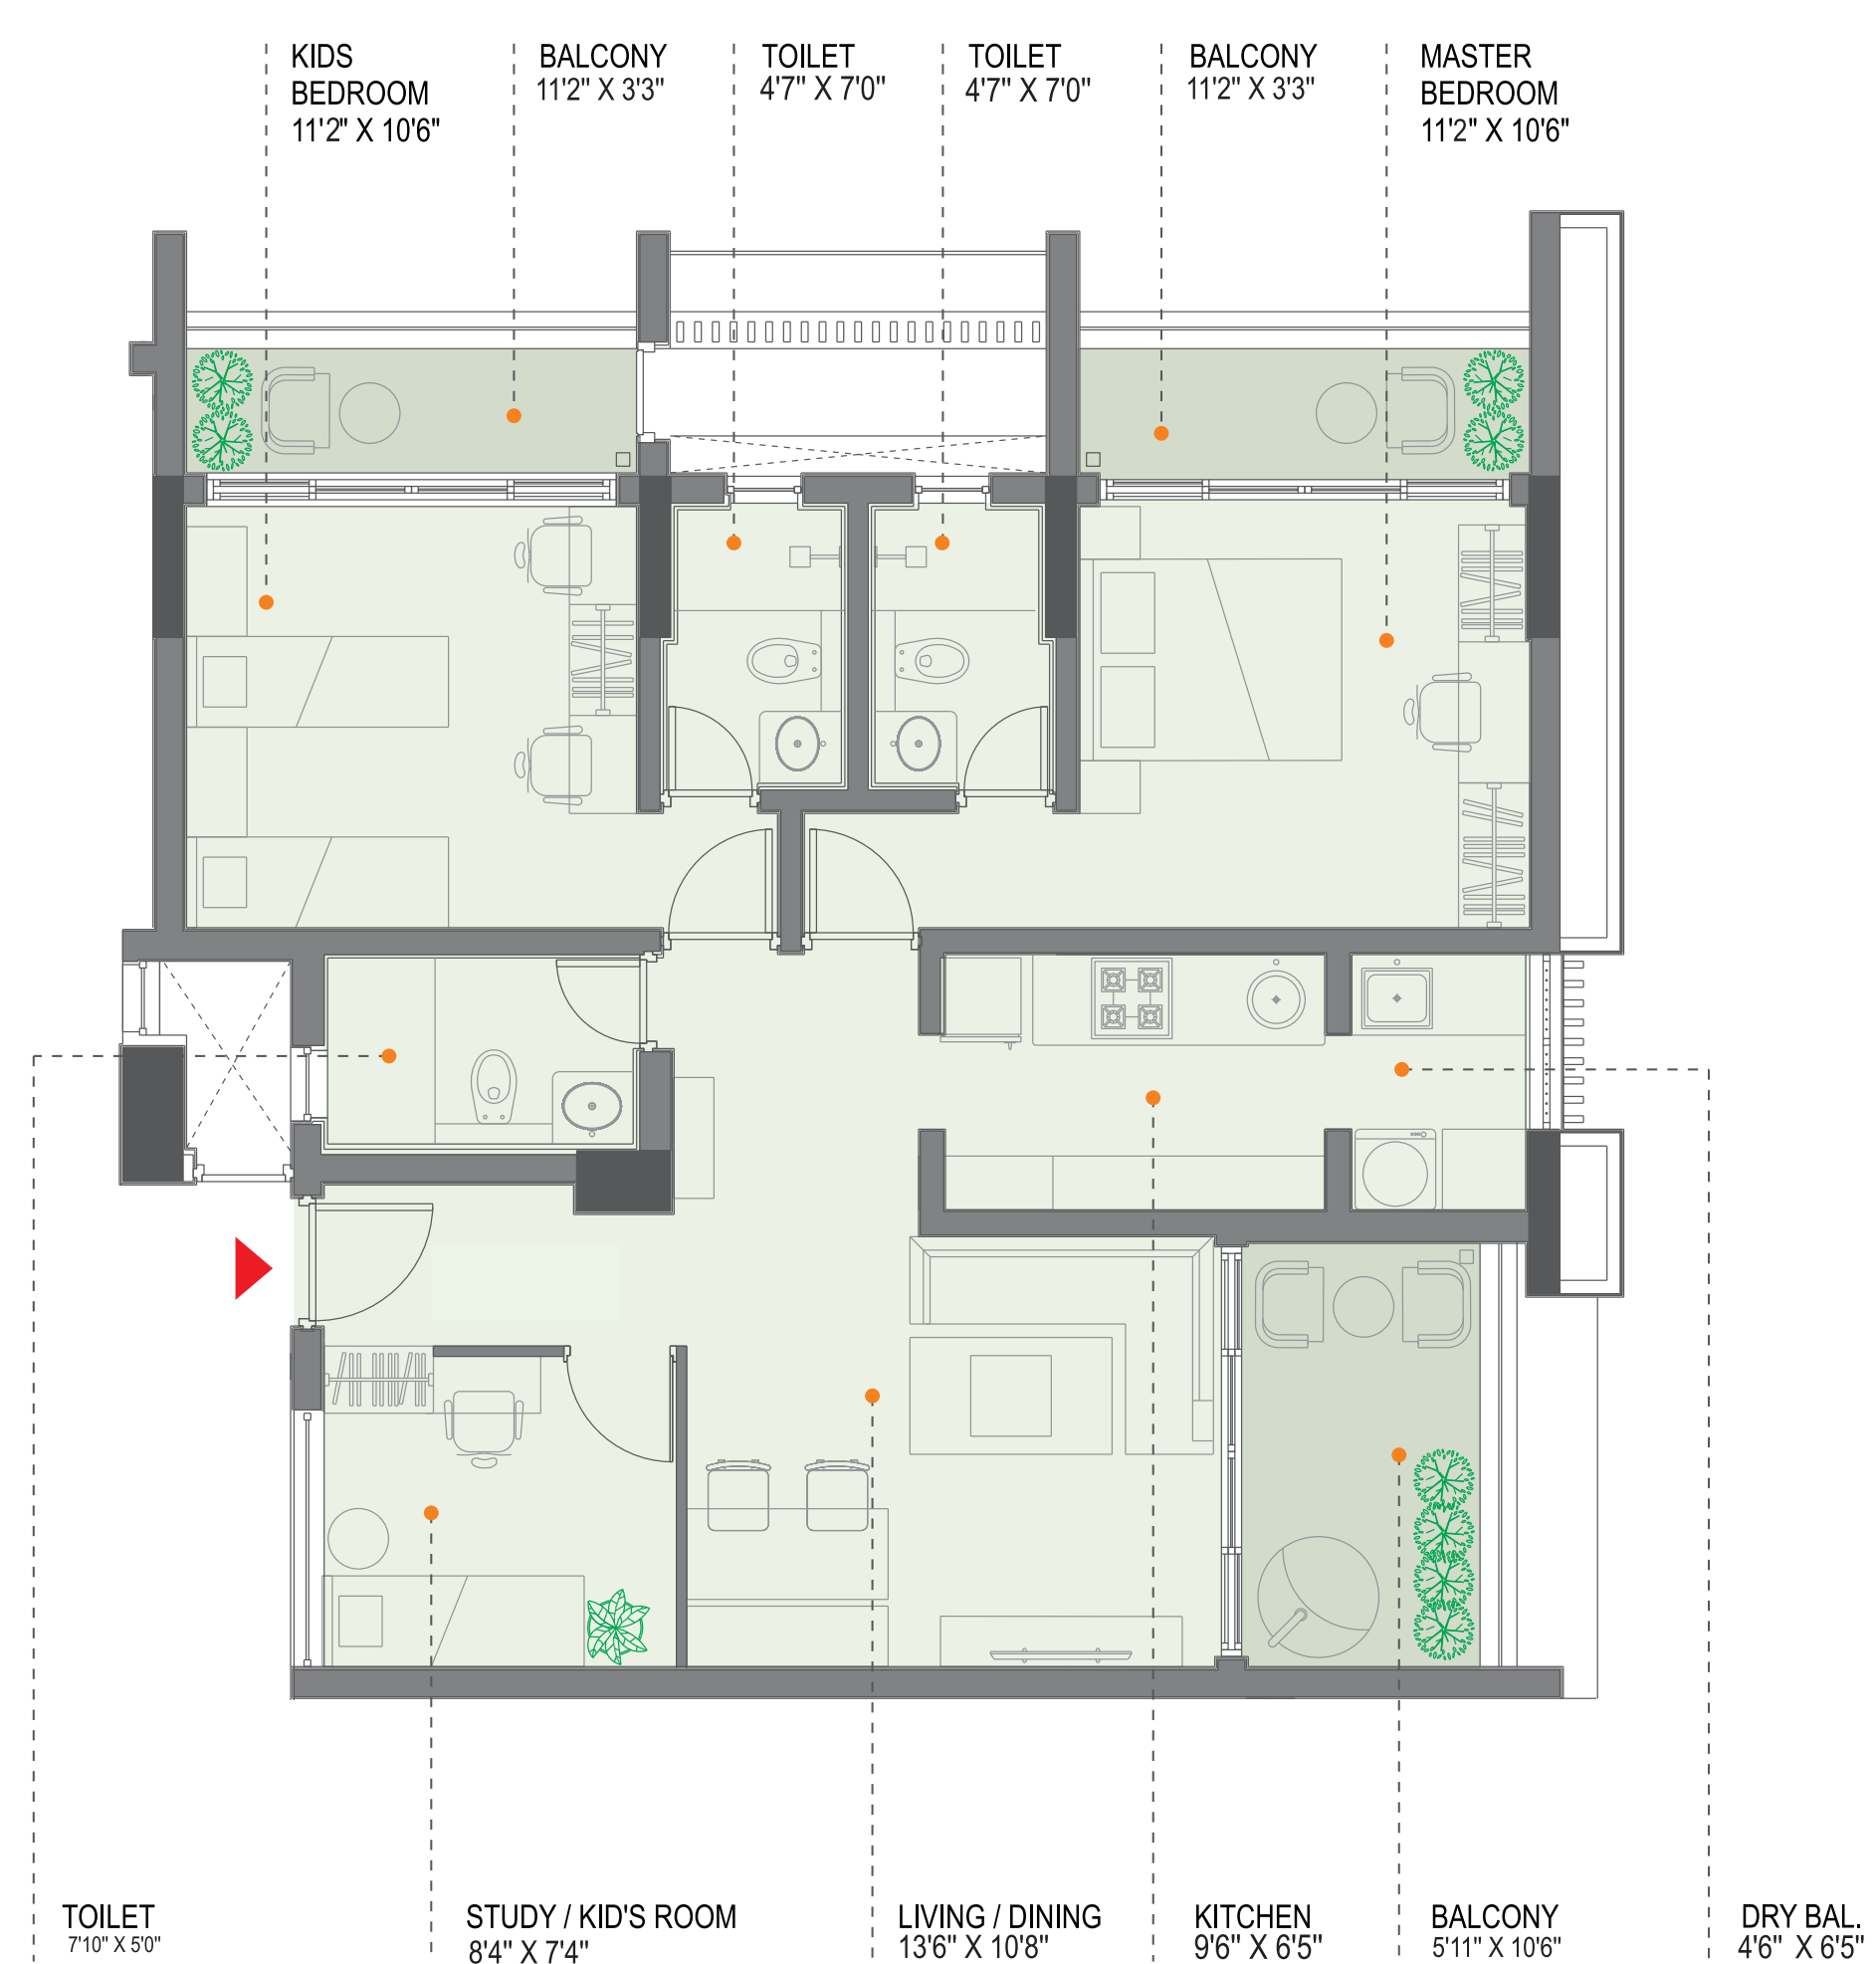 KIDS
BEDROOM
11'2" X 10'6"
BALCONY
11'2" X 3'3"
TOILET
4'7" X 7'0"
TOILET
4'7" X 7'0"
BALCONY
11'2" X 3'3"
MASTER
BEDROOM
11'2" X 10'6"
TOILET
7'10" X 5'0"
STUDY / KID'S ROOM
8'4" X 7'4"
LIVING / DINING
13'6" X 10'8"
KITCHEN
9'6" X 6'5"
BALCONY
5'11" X 10'6"
DRY BAL.
4'6" X 6'5"